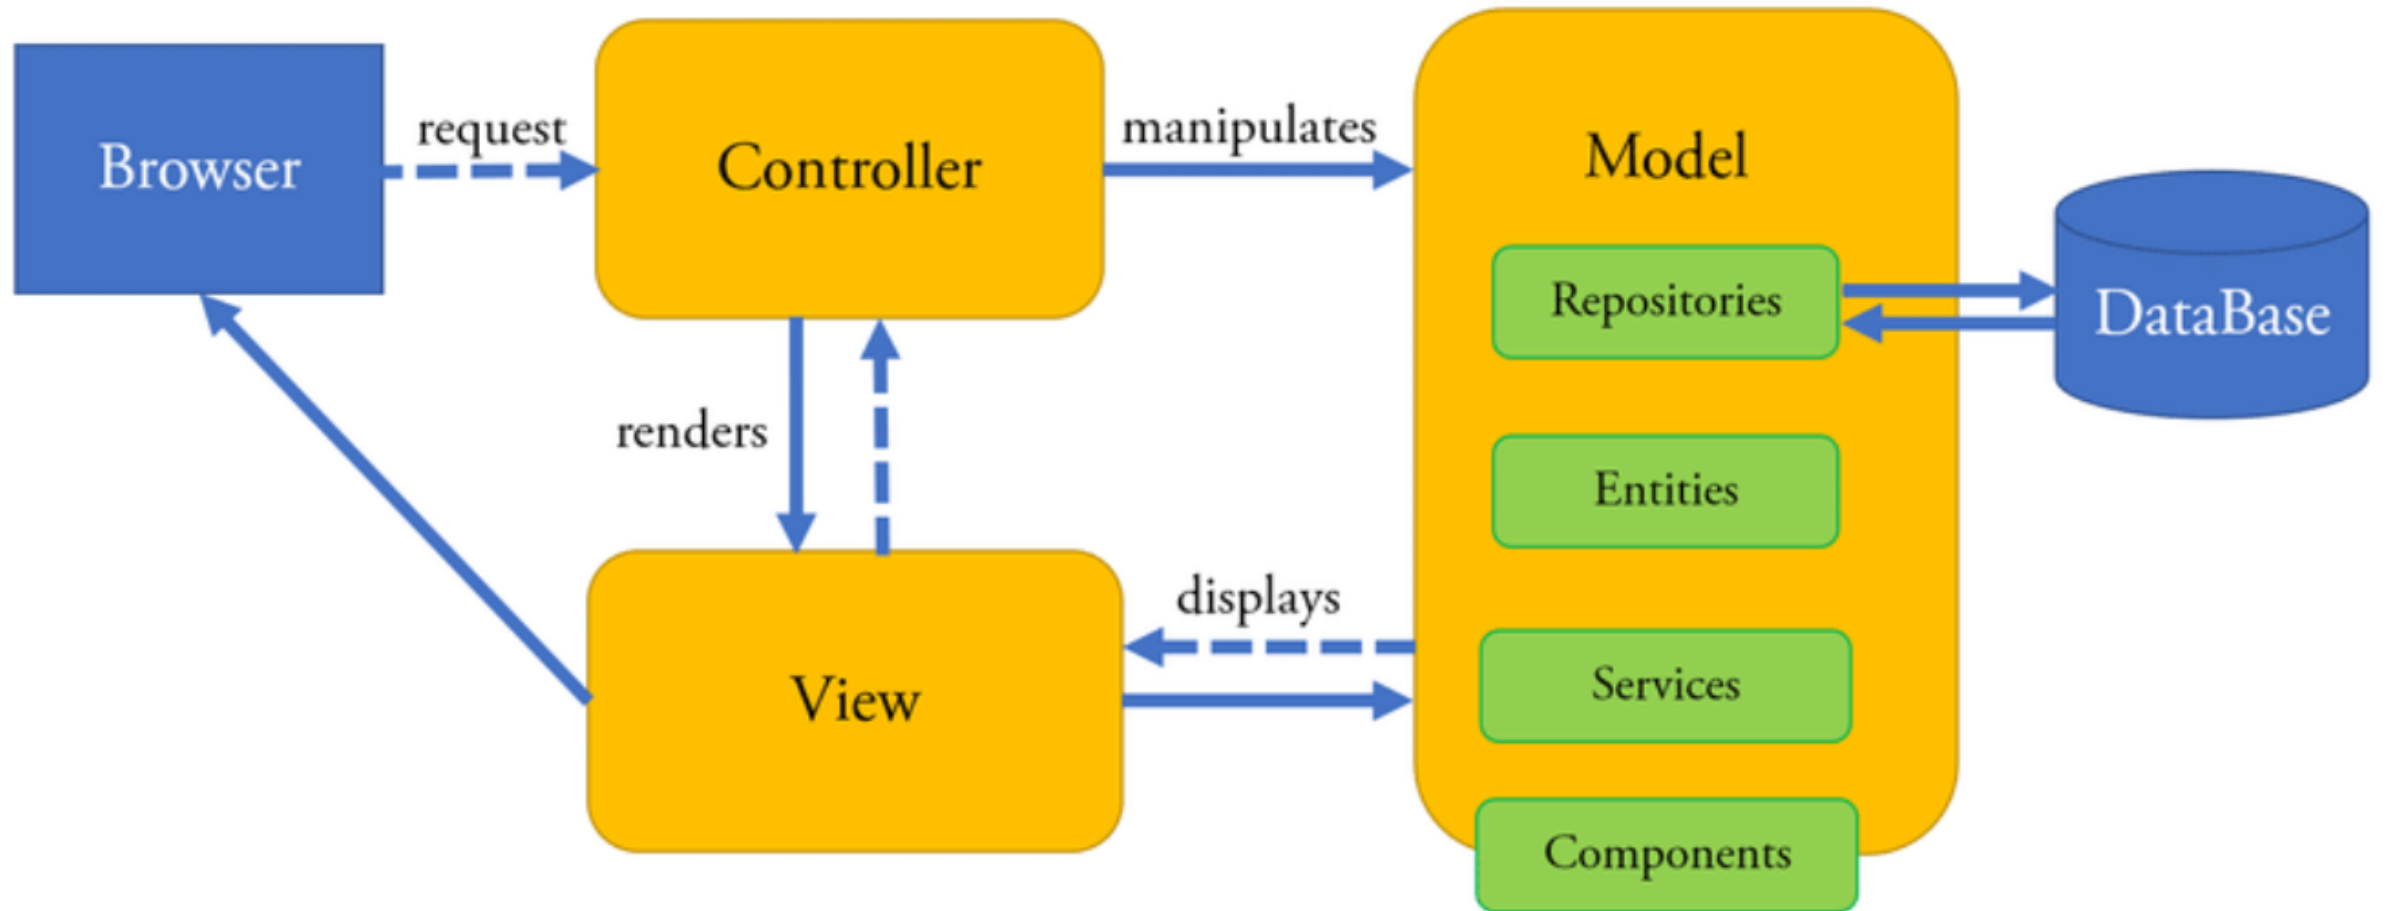 Browser
request
Controller
manipulates
Model
Repositories
DataBase
renders
Entities
displays
View
Services
Components